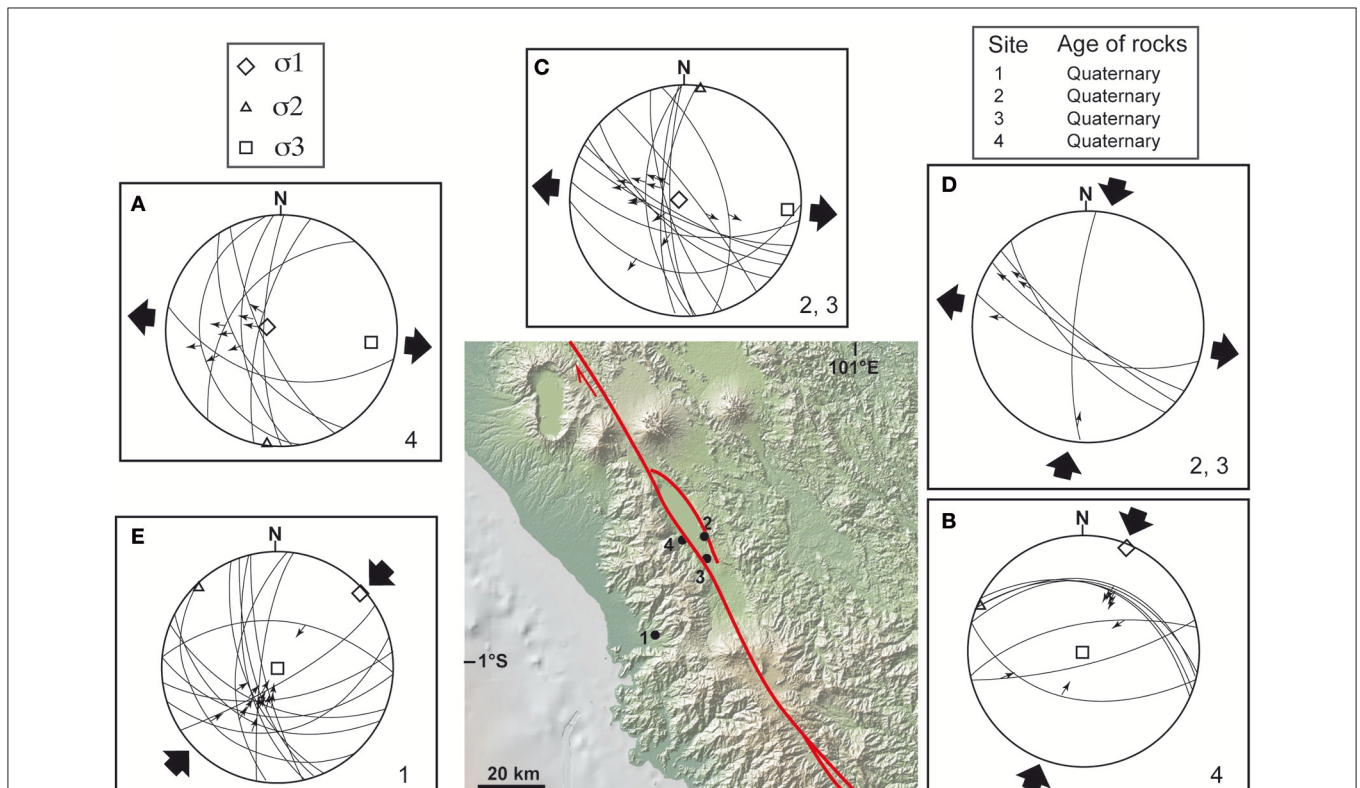 σ1
σ2
σ3
Site Age of rocks
1 Quaternary
2 Quaternary
3 Quaternary
4 Quaternary
C
N
2, 3
A
N
4
D
N
2, 3
101°E
2
4
3
1
–1°S
20 km
E
N
1
B
N
4